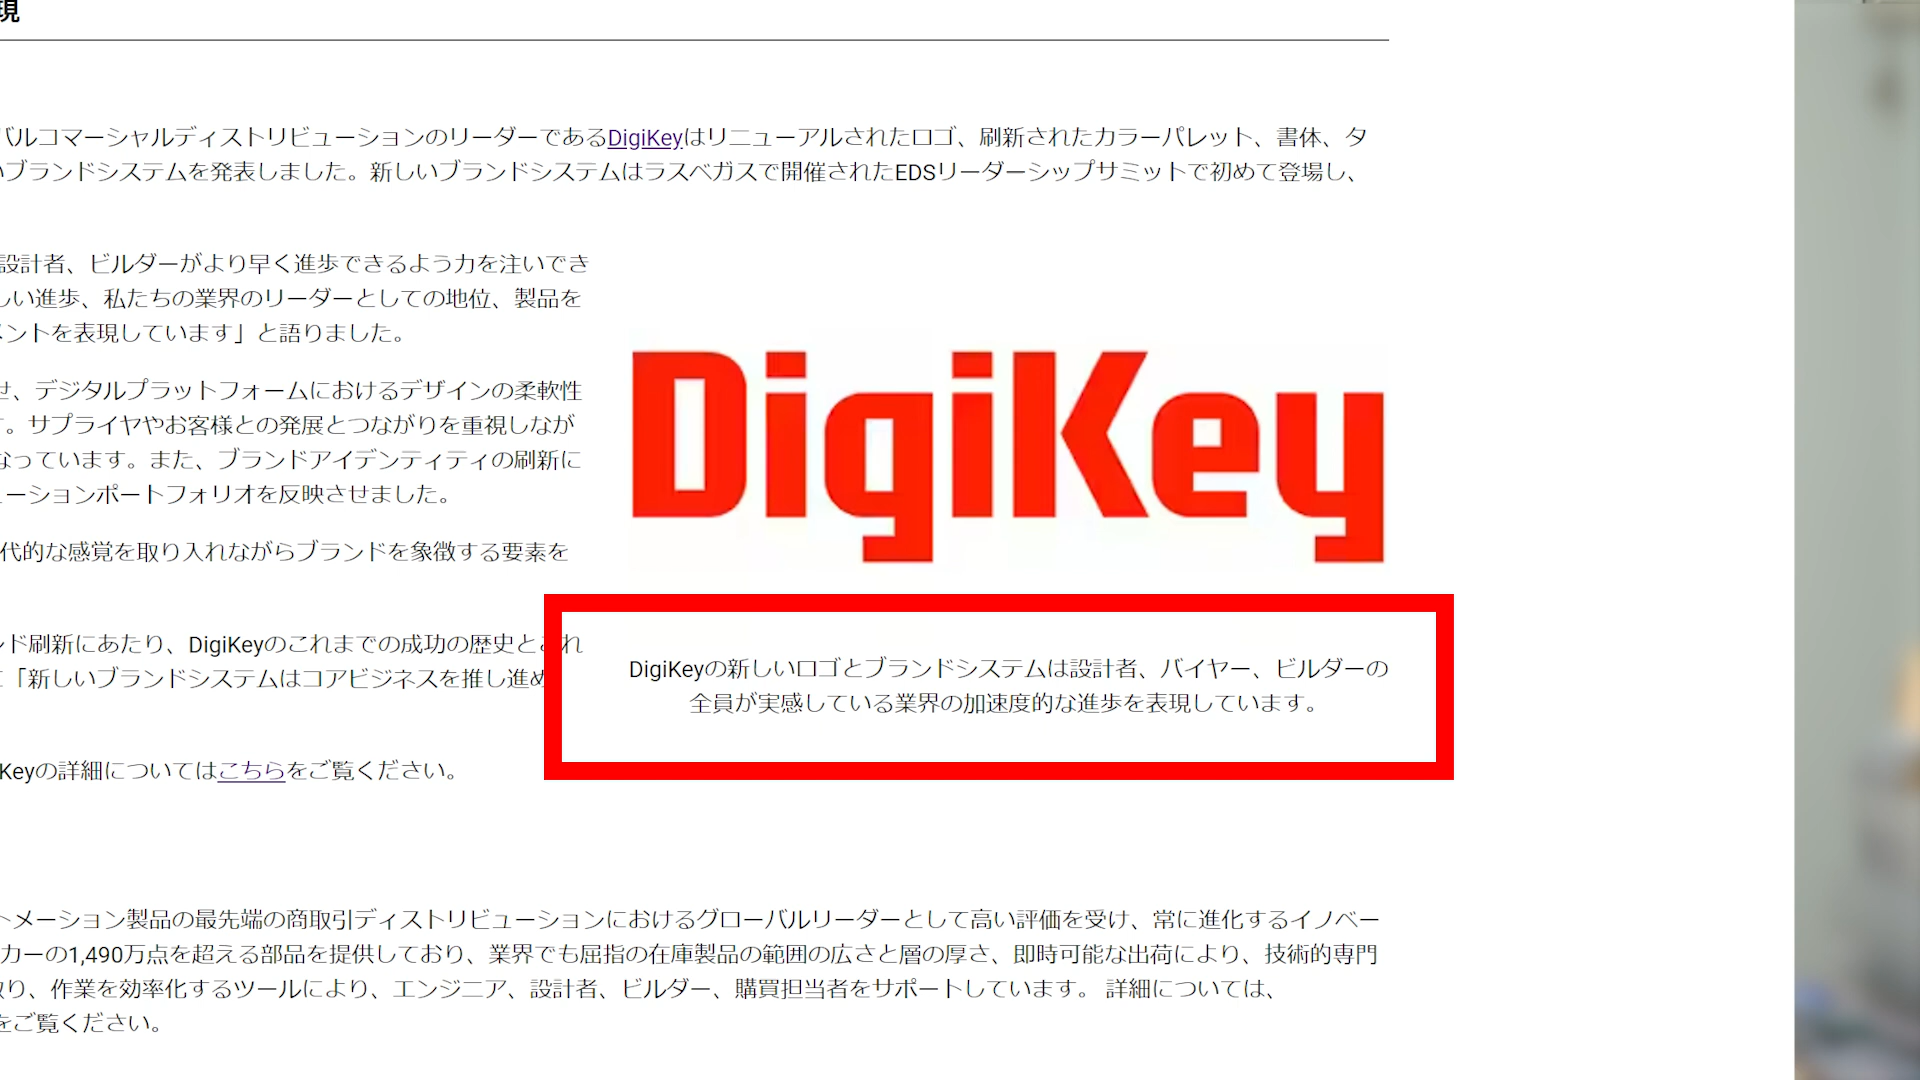 現
バルコマーシャルディストリビューションのリーダーであるDigiKeyはリニューアルされたロゴ、刷新されたカラーパレット、書体、タ
いブランドシステムを発表しました。新しいブランドシステムはラスベガスで開催されたEDSリーダーシップサミットで初めて登場し、
設計者、ビルダーがより早く進歩できるよう力を注いでき
しい進歩、私たちの業界のリーダーとしての地位、製品を
メントを表現しています」と語りました。
せ、デジタルプラットフォームにおけるデザインの柔軟性
す。サプライヤやお客様との発展とつながりを重視しなが
なっています。また、ブランドアイデンティティの刷新に
ューションポートフォリオを反映させました。
代的な感覚を取り入れながらブランドを象徴する要素を
ンド刷新にあたり、DigiKeyのこれまでの成功の歴史とこれ
に「新しいブランドシステムはコアビジネスを推し進め
Keyの詳細についてはこちらをご覧ください。
DigiKey
DigiKeyの新しいロゴとブランドシステムは設計者、バイヤー、ビルダーの
全員が実感している業界の加速度的な進歩を表現しています。
トメーション製品の最先端の商取引ディストリビューションにおけるグローバルリーダーとして高い評価を受け、常に進化するイノベー
カーの1,490万点を超える部品を提供しており、業界でも屈指の在庫製品の範囲の広さと層の厚さ、即時可能な出荷により、技術的専門
取り、作業を効率化するツールにより、エンジニア、設計者、ビルダー、購買担当者をサポートしています。 詳細については、
をご覧ください。